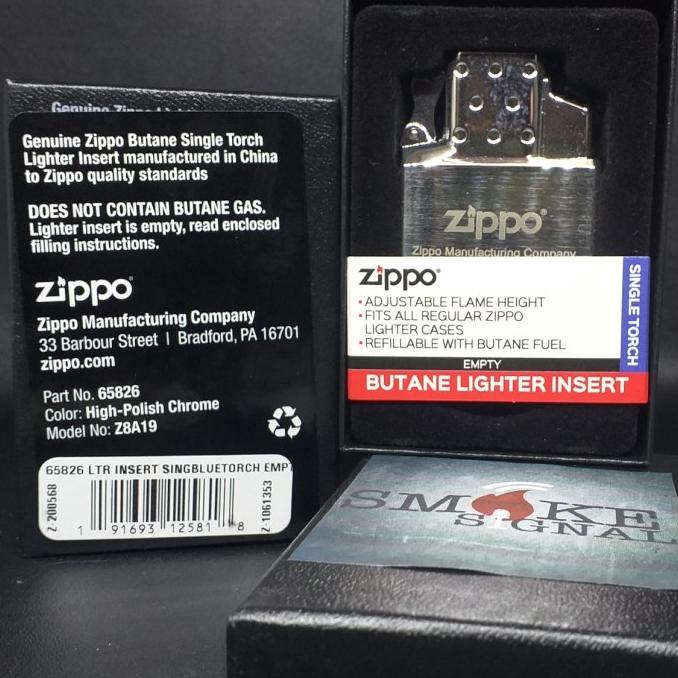 Genuine Zippo Butane Single Torch
Lighter Insert manufactured in China
to Zippo quality standards
DOES NOT CONTAIN BUTANE GAS.
Lighter insert is empty, read enclosed
filling instructions.
zippo®
Zippo Manufacturing Company
33 Barbour Street | Bradford, PA 16701
zippo.com
Part No. 65826
Color: High-Polish Chrome
Model No: Z8A19
65826 LTR INSERT SINGBLUETORCH EMPT
Z 200568
1 91693 12581 8
Z-1061353
zippo®
Zippo Manufacturing Company
zippo®
• ADJUSTABLE FLAME HEIGHT
• FITS ALL REGULAR ZIPPO
LIGHTER CASES
• REFILLABLE WITH BUTANE FUEL
SINGLE TORCH
EMPTY
BUTANE LIGHTER INSERT
SMOKE
SIGNAL